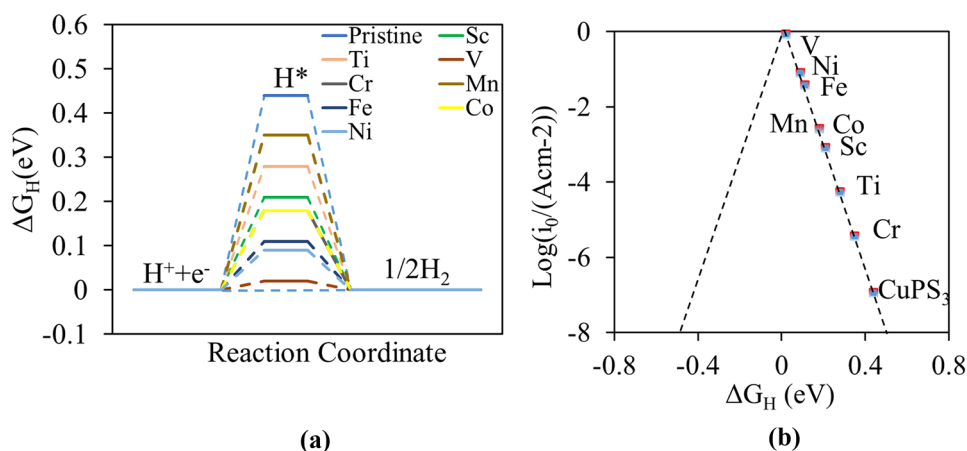 0.6
0.5
0.4
0.3
0.2
0.1
0
-0.1
ΔG_H(eV)
Pristine
Sc
Ti
V
Cr
Mn
Fe
Co
Ni
H*
H⁺+e⁻
1/2H₂
Reaction Coordinate
(a)
0
-2
-4
-6
-8
Log(i₀/(Acm-2))
V
Ni
Fe
Mn
Co
Sc
Ti
Cr
CuPS₃
-0.8
-0.4
0
0.4
0.8
ΔG_H (eV)
(b)